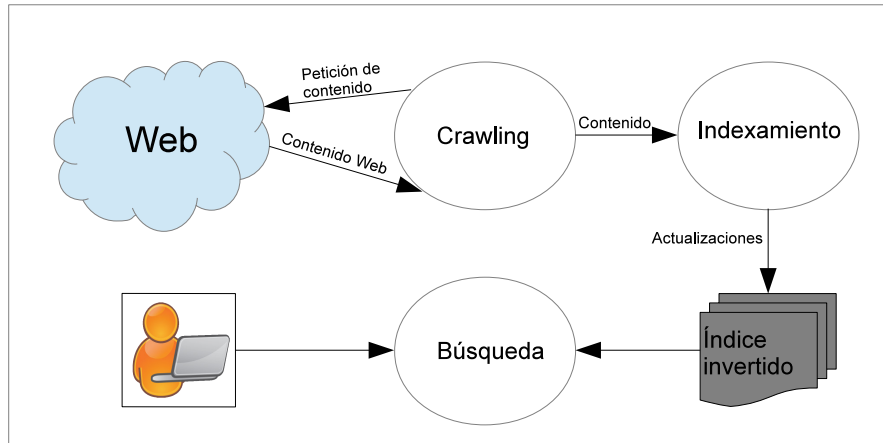 Petición de
contenido
Web
Contenido Web
Crawling
Contenido
Indexamiento
Actualizaciones
Búsqueda
Índice
invertido